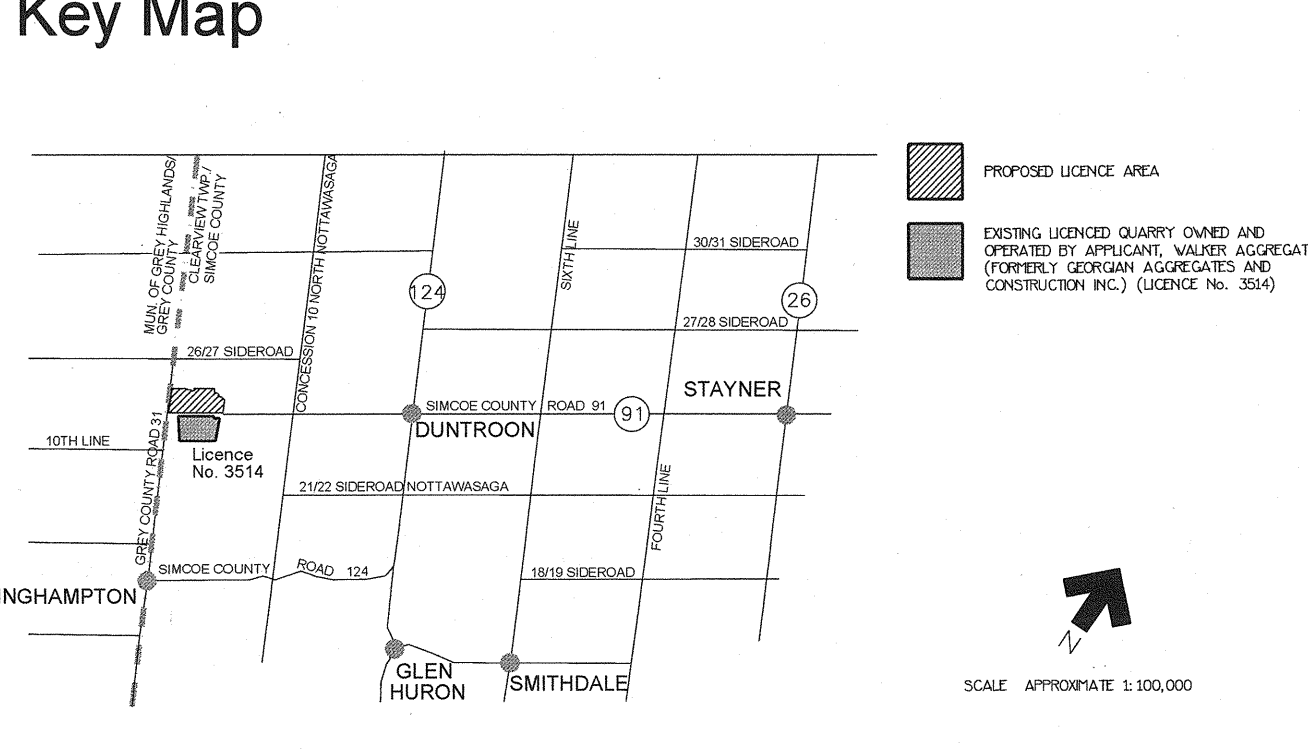 Key Map
PROPOSED LICENCE AREA
EXISTING LICENCED QUARRY OWNED AND
OPERATED BY APPLICANT, WALKER AGGREGAT
(FORMERLY GEORGIAN AGGREGATES AND
CONSTRUCTION INC.) (LICENCE No. 3514)
MUN. OF GREY HIGHLANDS/
GREY COUNTY
CLEARVIEW TWP./
SIMCOE COUNTY
CONCESSION 10 NORTH NOTTAWASAGA
SIXTH LINE
30/31 SIDEROAD
124
26
27/28 SIDEROAD
26/27 SIDEROAD
STAYNER
SIMCOE COUNTY ROAD 91
91
DUNTROON
GREY COUNTY ROAD 31
10TH LINE
Licence
No. 3514
21/22 SIDEROAD NOTTAWASAGA
FOURTH LINE
SIMCOE COUNTY ROAD 124
18/19 SIDEROAD
INGHAMPTON
GLEN
HURON
SMITHDALE
N
SCALE APPROXIMATE 1:100,000